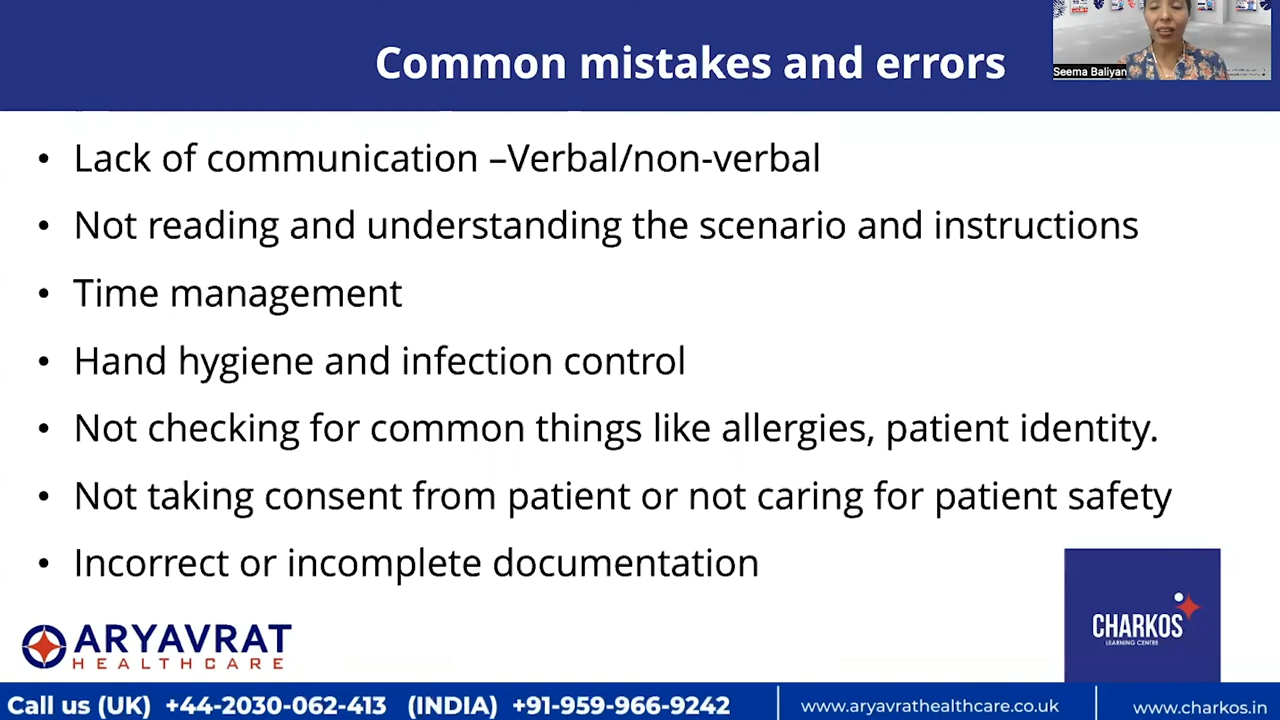 Common mistakes and errors
Seema Baliyan
• Lack of communication –Verbal/non-verbal
• Not reading and understanding the scenario and instructions
• Time management
• Hand hygiene and infection control
• Not checking for common things like allergies, patient identity.
• Not taking consent from patient or not caring for patient safety
• Incorrect or incomplete documentation
ARYAVRAT
HEALTHCARE
CHARKOS
LEARNING CENTRE
Call us (UK) +44-2030-062-413 (INDIA) +91-959-966-9242
www.aryavrathealthcare.co.uk
www.charkos.in